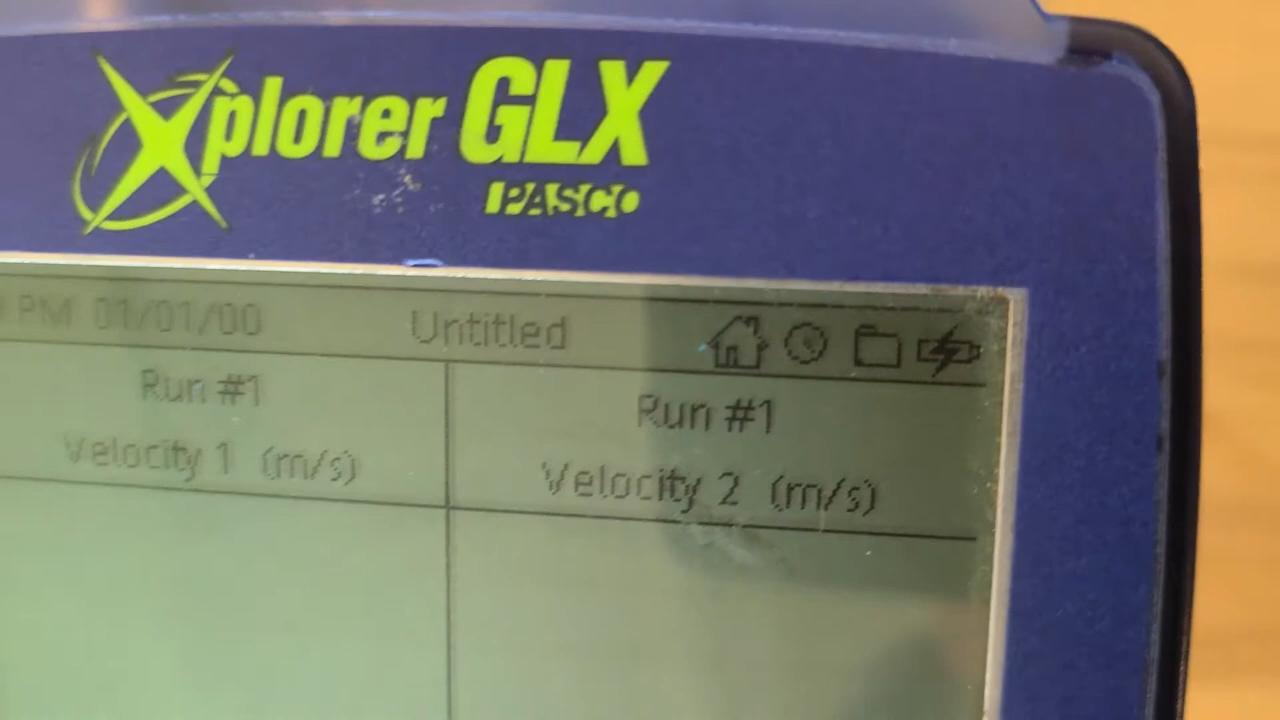 Xplorer GLX
PASCO
PM 01/01/00 Untitled
Run #1 Run #1
Velocity 1 (m/s) Velocity 2 (m/s)